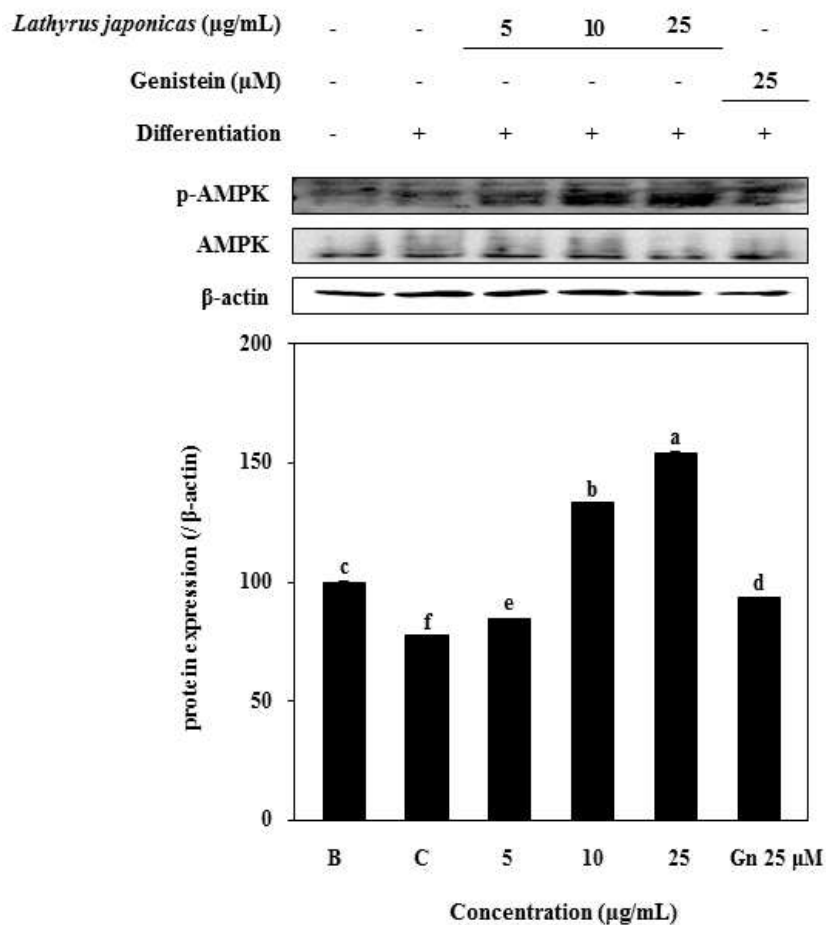 Lathyrus japonicas (µg/mL) - - 5 10 25 -
Genistein (µM) - - - - - 25
Differentiation - + + + + +
p-AMPK
AMPK
β-actin
200
150
100
50
0
protein expression (/ β-actin)
c
f
e
b
a
d
B C 5 10 25 Gn 25 µM
Concentration (µg/mL)